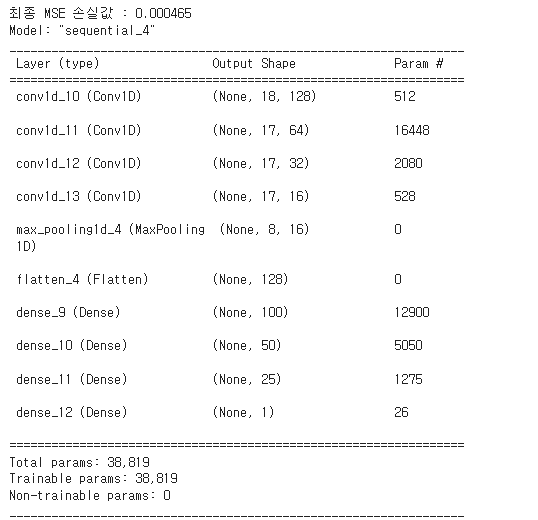 최종 MSE 손실값 : 0.000465
Model: "sequential_4"
_________________________________________________________________
Layer (type)                Output Shape              Param #
=================================================================
conv1d_10 (Conv1D)          (None, 18, 128)           512
conv1d_11 (Conv1D)          (None, 17, 64)            16448
conv1d_12 (Conv1D)          (None, 17, 32)            2080
conv1d_13 (Conv1D)          (None, 17, 16)            528
max_pooling1d_4 (MaxPooling  (None, 8, 16)            0
1D)
flatten_4 (Flatten)         (None, 128)               0
dense_9 (Dense)             (None, 100)               12900
dense_10 (Dense)            (None, 50)                5050
dense_11 (Dense)            (None, 25)                1275
dense_12 (Dense)            (None, 1)                 26
=================================================================
Total params: 38,819
Trainable params: 38,819
Non-trainable params: 0
_________________________________________________________________